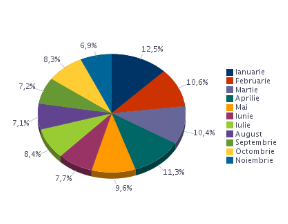 6,9%
12,5%
8,3%
10,6%
7,2%
7,1%
10,4%
8,4%
7,7%
9,6%
11,3%
Ianuarie
Februarie
Martie
Aprilie
Mai
Iunie
Iulie
August
Septembrie
Octombrie
Noiembrie